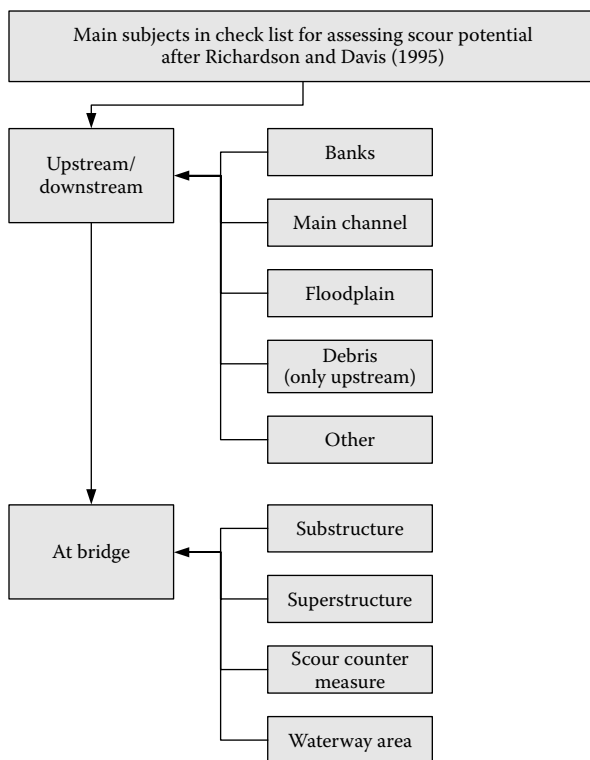 Main subjects in check list for assessing scour potential
after Richardson and Davis (1995)
Upstream/
downstream
Banks
Main channel
Floodplain
Debris
(only upstream)
Other
At bridge
Substructure
Superstructure
Scour counter
measure
Waterway area